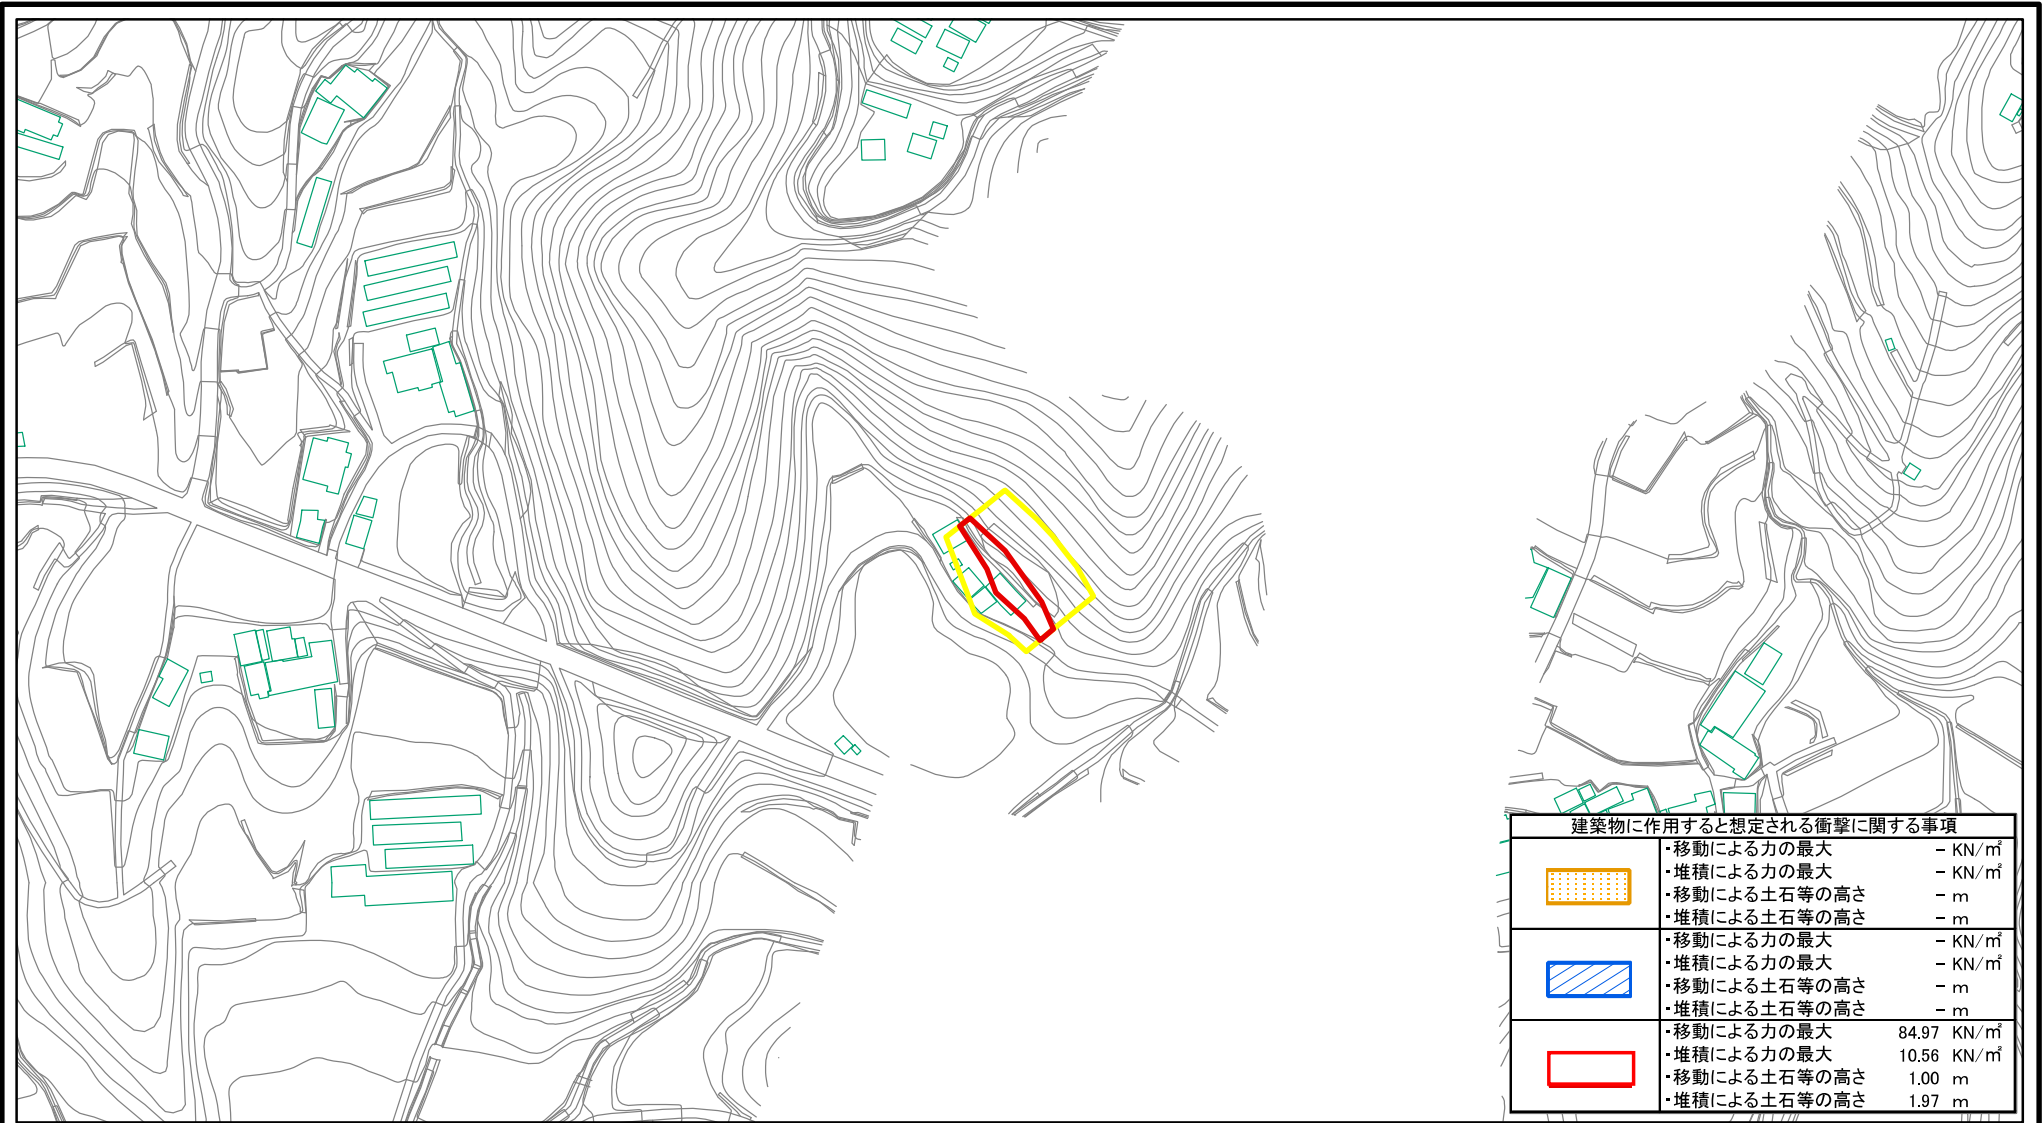 建築物に作用すると想定される衝撃に関する事項
・移動による力の最大 － KN/㎡
・堆積による力の最大 － KN/㎡
・移動による土石等の高さ － m
・堆積による土石等の高さ － m
・移動による力の最大 － KN/㎡
・堆積による力の最大 － KN/㎡
・移動による土石等の高さ － m
・堆積による土石等の高さ － m
・移動による力の最大 84.97 KN/㎡
・堆積による力の最大 10.56 KN/㎡
・移動による土石等の高さ 1.00 m
・堆積による土石等の高さ 1.97 m